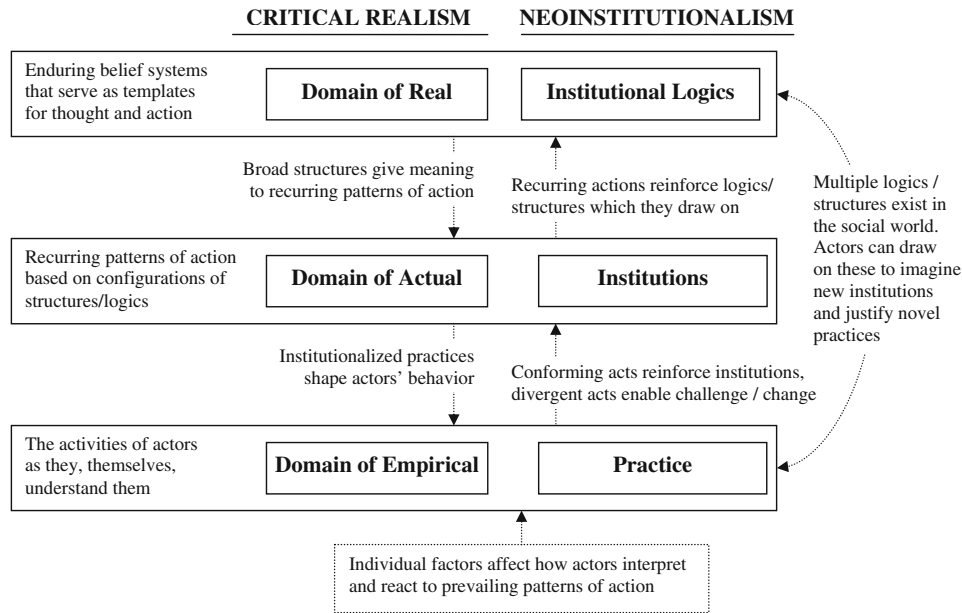 CRITICAL REALISM
NEOINSTITUTIONALISM
Enduring belief systems
that serve as templates
for thought and action
Domain of Real
Institutional Logics
Broad structures give meaning
to recurring patterns of action
Recurring actions reinforce logics/
structures which they draw on
Multiple logics /
structures exist in
the social world.
Actors can draw
on these to imagine
new institutions
and justify novel
practices
Recurring patterns of action
based on configurations of
structures/logics
Domain of Actual
Institutions
Institutionalized practices
shape actors’ behavior
Conforming acts reinforce institutions,
divergent acts enable challenge / change
The activities of actors
as they, themselves,
understand them
Domain of Empirical
Practice
Individual factors affect how actors interpret
and react to prevailing patterns of action